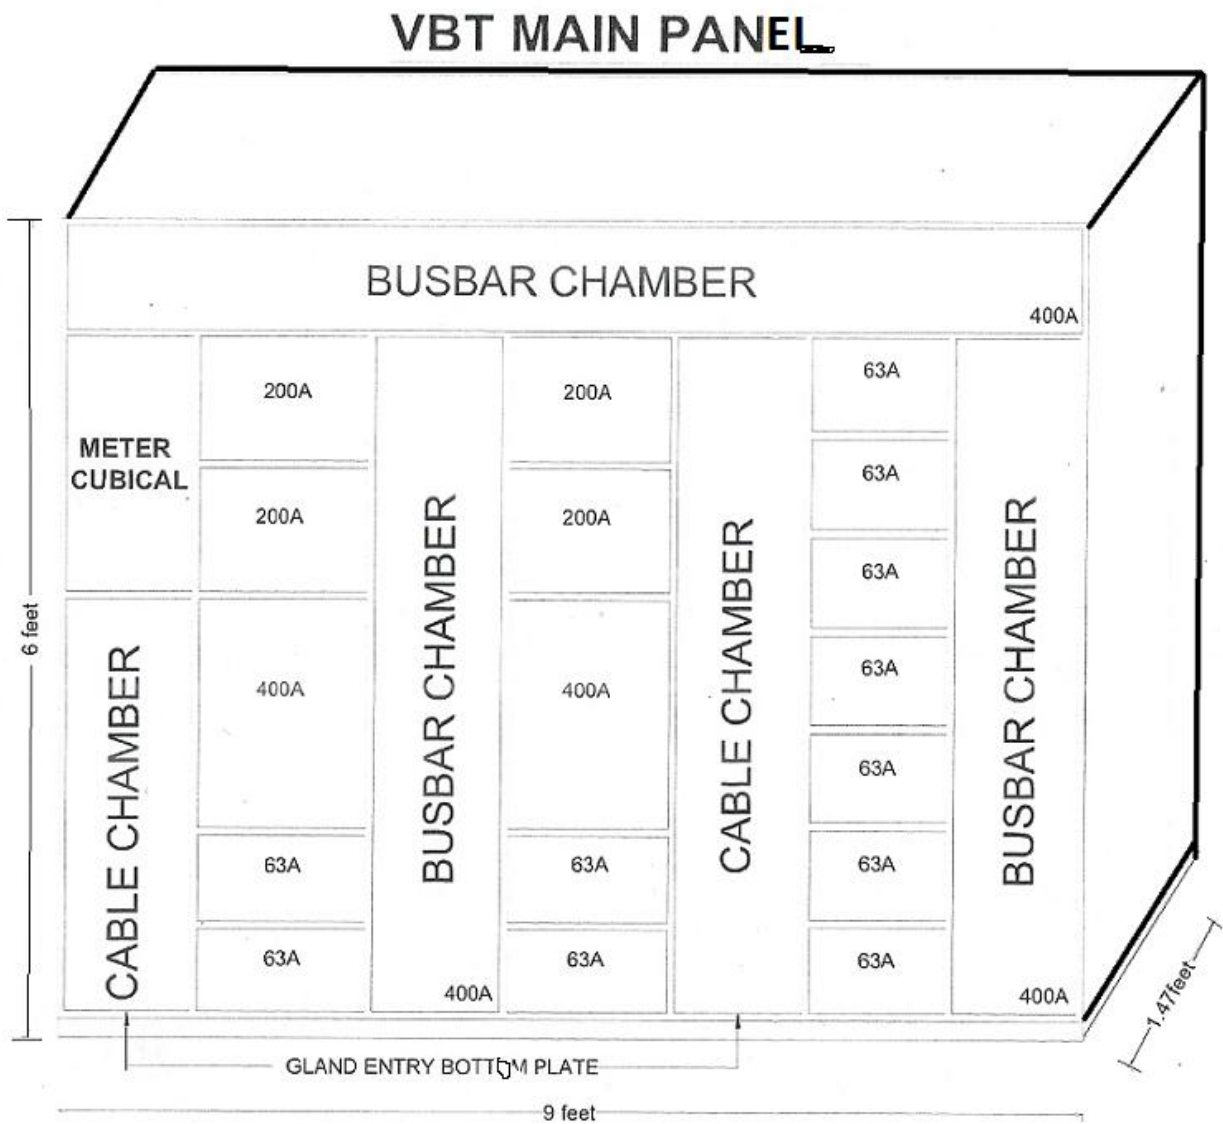 VBT MAIN PANEL
BUSBAR CHAMBER
400A
METER
CUBICAL
CABLE CHAMBER
200A
200A
400A
63A
63A
BUSBAR CHAMBER
400A
200A
200A
400A
63A
63A
CABLE CHAMBER
63A
63A
63A
63A
63A
63A
63A
BUSBAR CHAMBER
400A
6 feet
1.47feet
GLAND ENTRY BOTTOM PLATE
9 feet